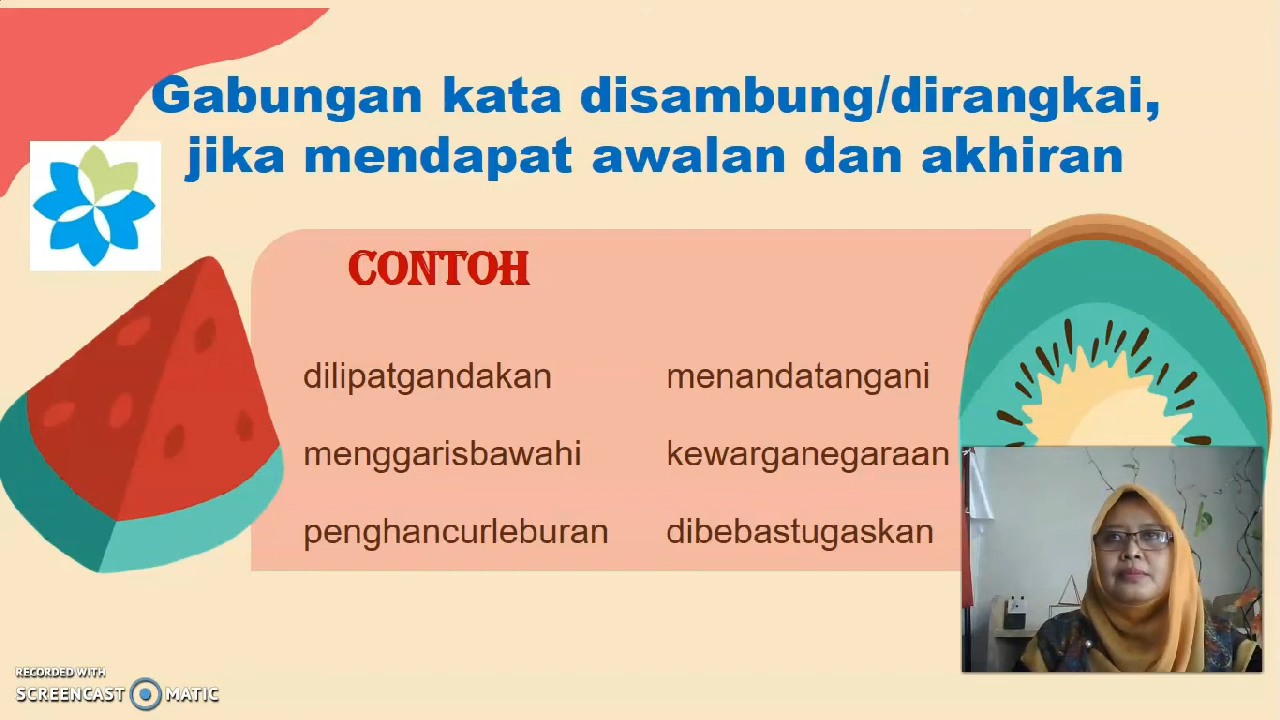 Gabungan kata disambung/dirangkai,
jika mendapat awalan dan akhiran
CONTOH
dilipatgandakan
menggarisbawahi
penghancurleburan
menandatangani
kewarganegaraan
dibebastugaskan
RECORDED WITH
SCREENCAST MATIC